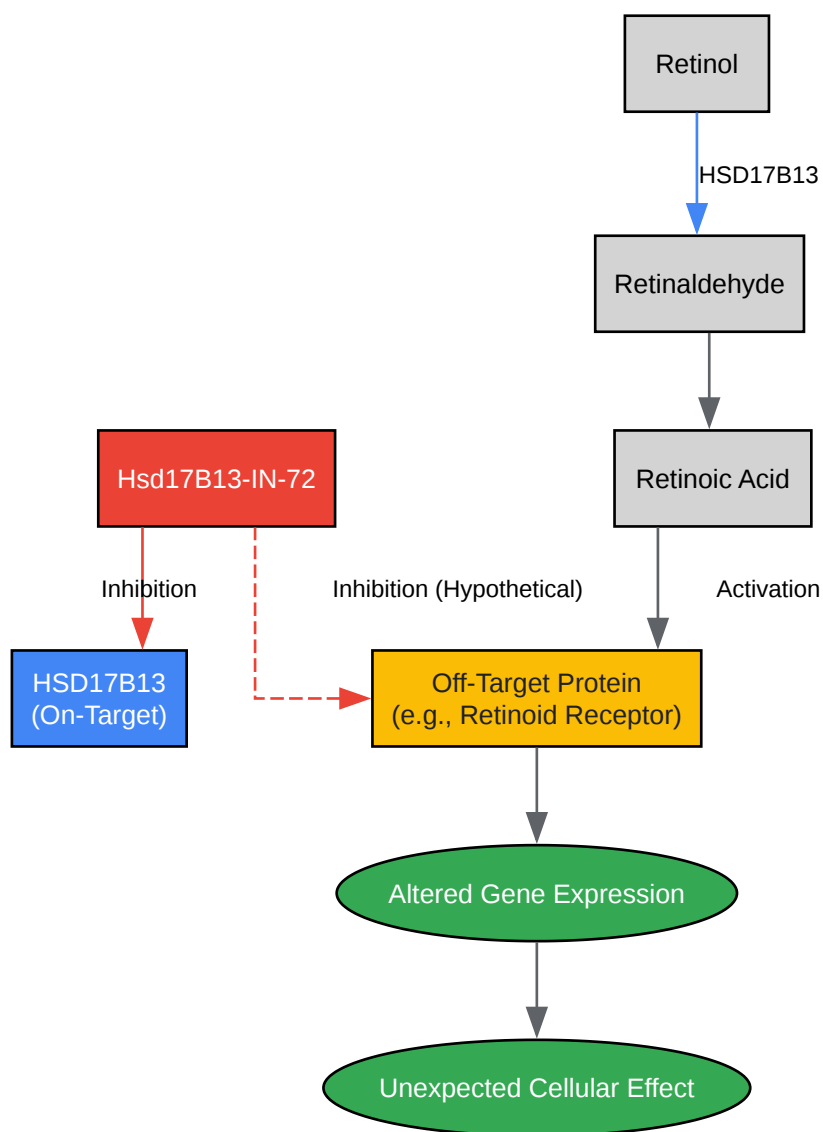 Retinol
HSD17B13
Retinaldehyde
Hsd17B13-IN-72
Retinoic Acid
Inhibition
Inhibition (Hypothetical)
Activation
HSD17B13
(On-Target)
Off-Target Protein
(e.g., Retinoid Receptor)
Altered Gene Expression
Unexpected Cellular Effect